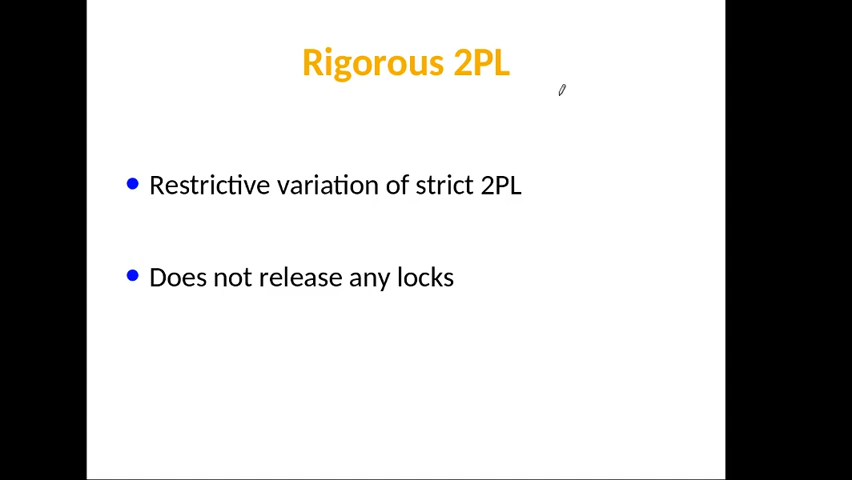 Rigorous 2PL
• Restrictive variation of strict 2PL
• Does not release any locks